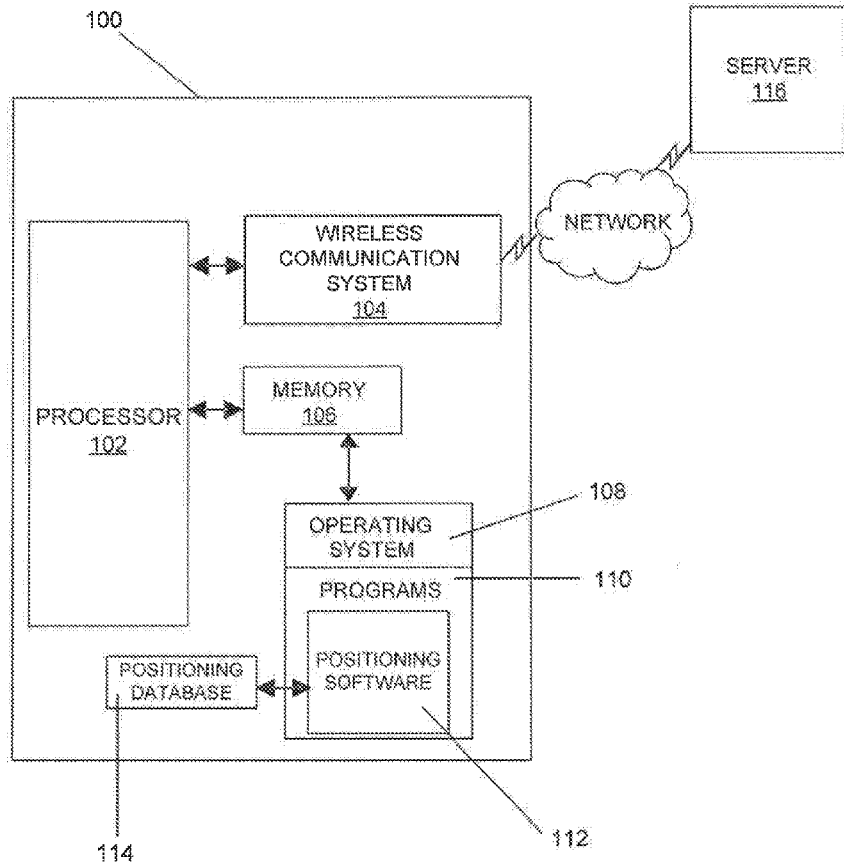 100
SERVER
116
WIRELESS
COMMUNICATION
SYSTEM
104
NETWORK
PROCESSOR
102
MEMORY
106
OPERATING
SYSTEM
108
PROGRAMS
110
POSITIONING
SOFTWARE
POSITIONING
DATABASE
114
112